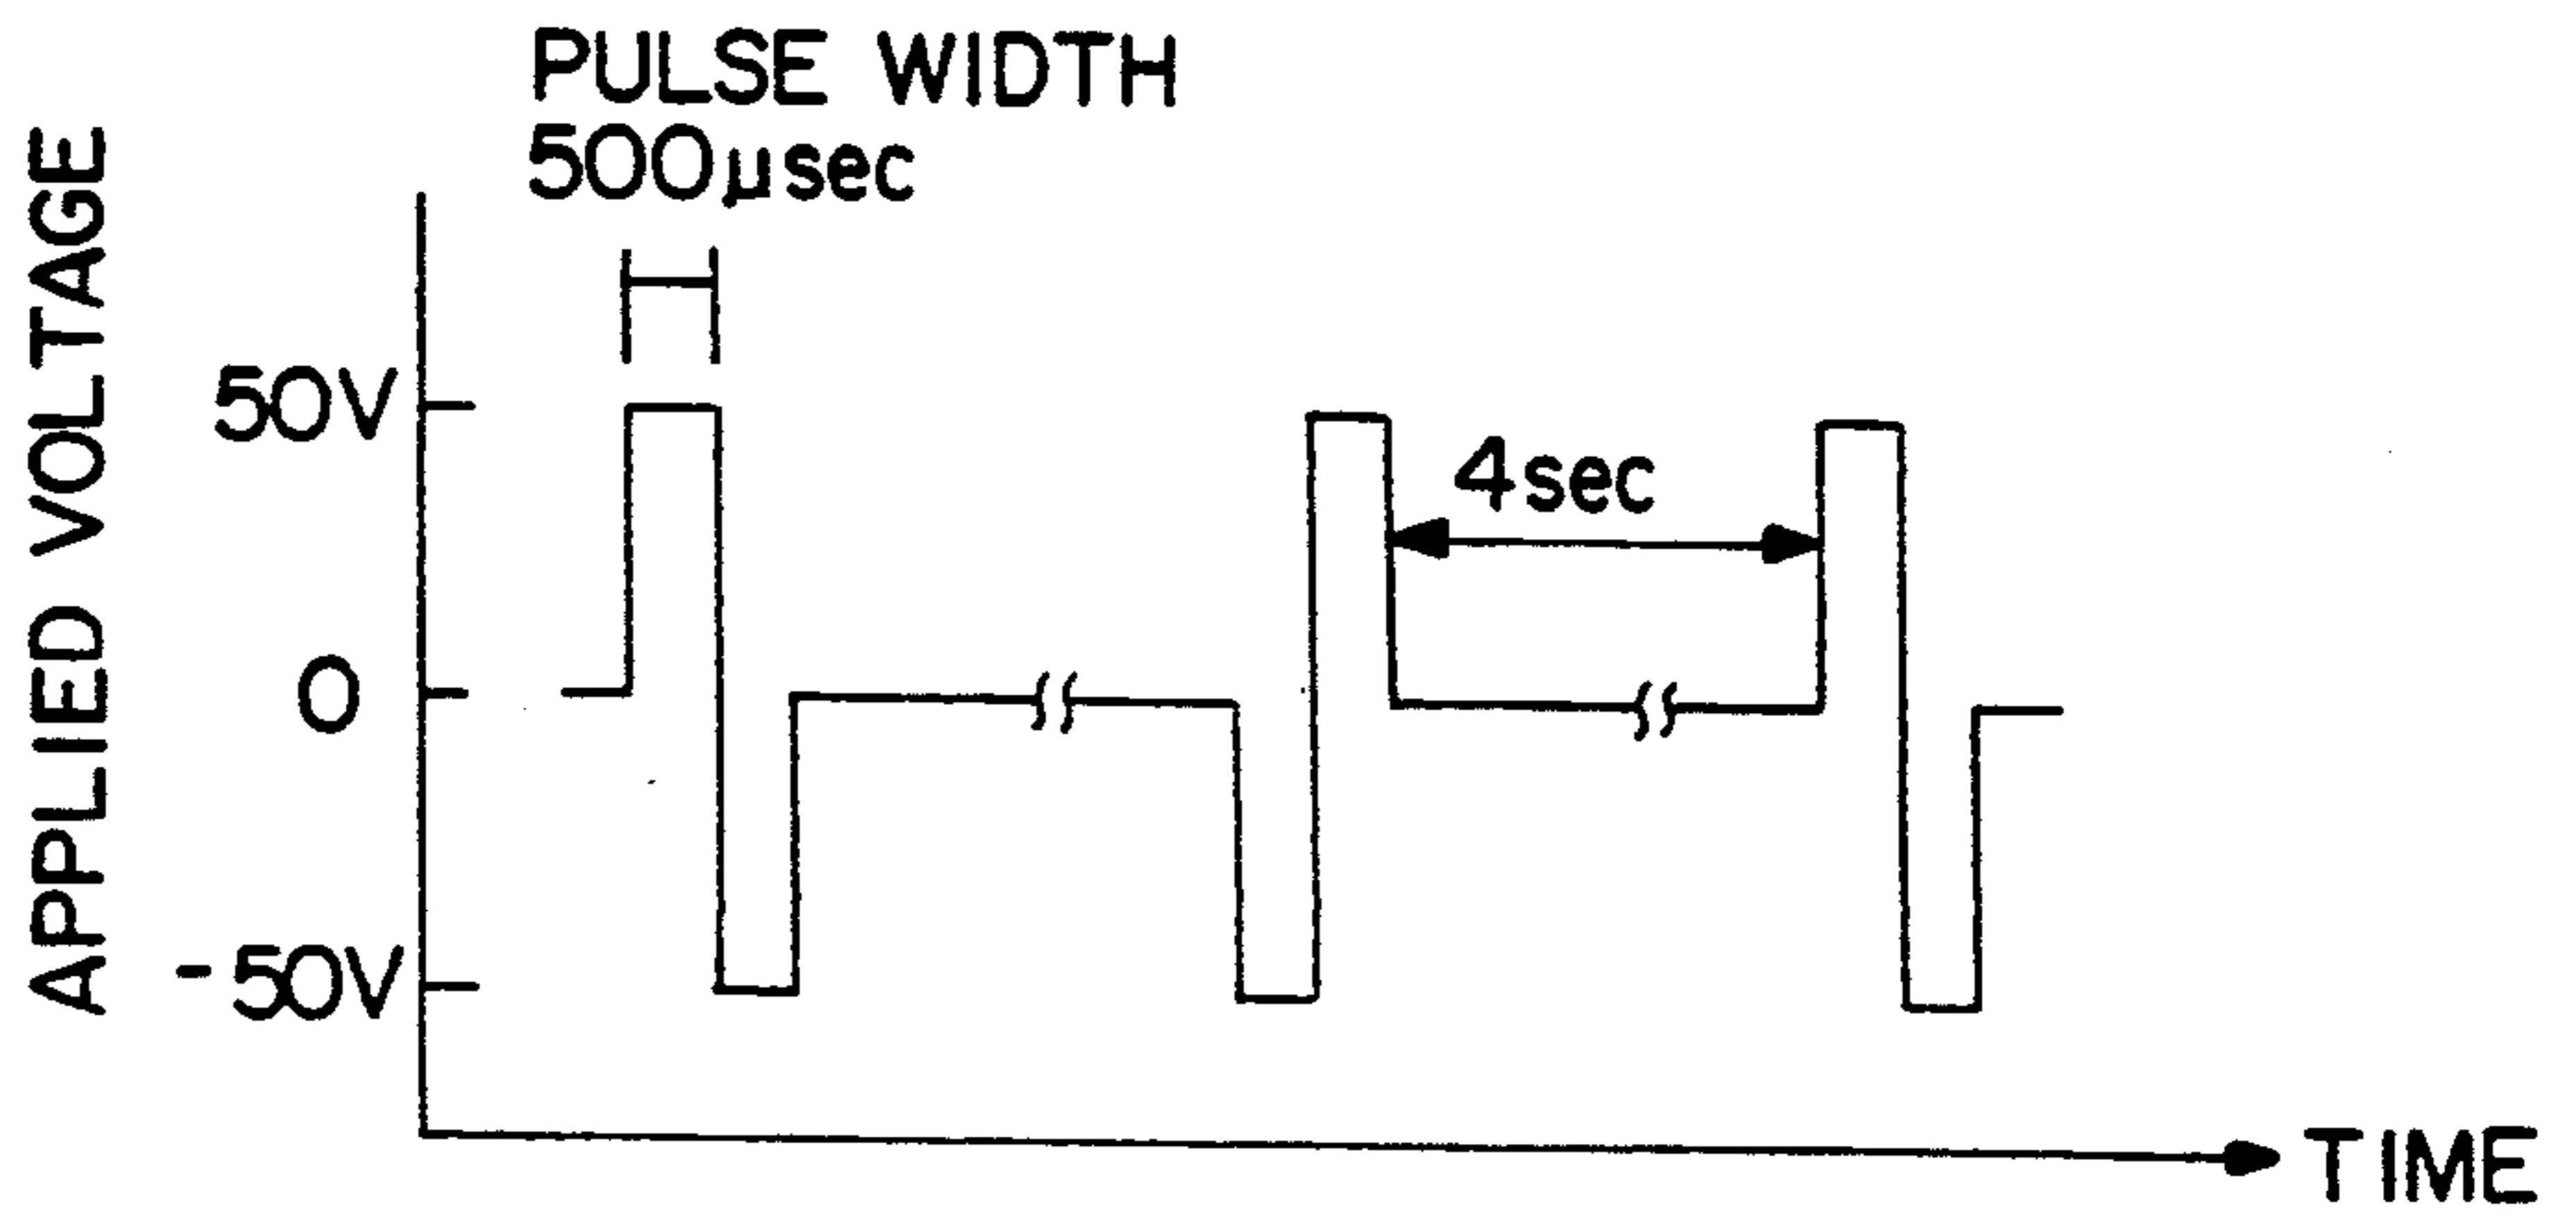 PULSE WIDTH
500μsec
APPLIED VOLTAGE
50V
4sec
0
-50V
TIME